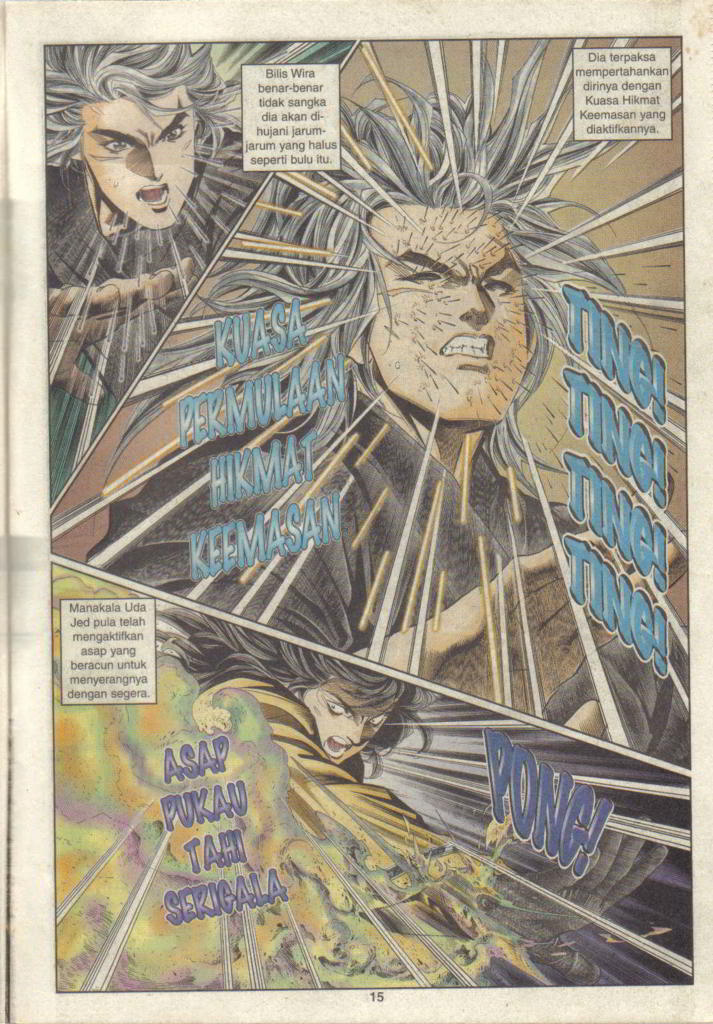 Bilis Wira
benar-benar
tidak sangka
dia akan di-
hujani jarum-
jarum yang halus
seperti bulu itu.
Dia terpaksa
mempertahankan
dirinya dengan
Kuasa Hikmat
Keemasan yang
diaktifkannya.
KUASA
PERMULAAN
HIKMAT
KEEMASAN
TING!
TING!
TING!
TING!
Manakala Uda
Jed pula telah
mengaktifkan
asap yang
beracun untuk
menyerangnya
dengan segera.
ASAP
PUKAU
TAHI
SERIGALA
PONG!
15